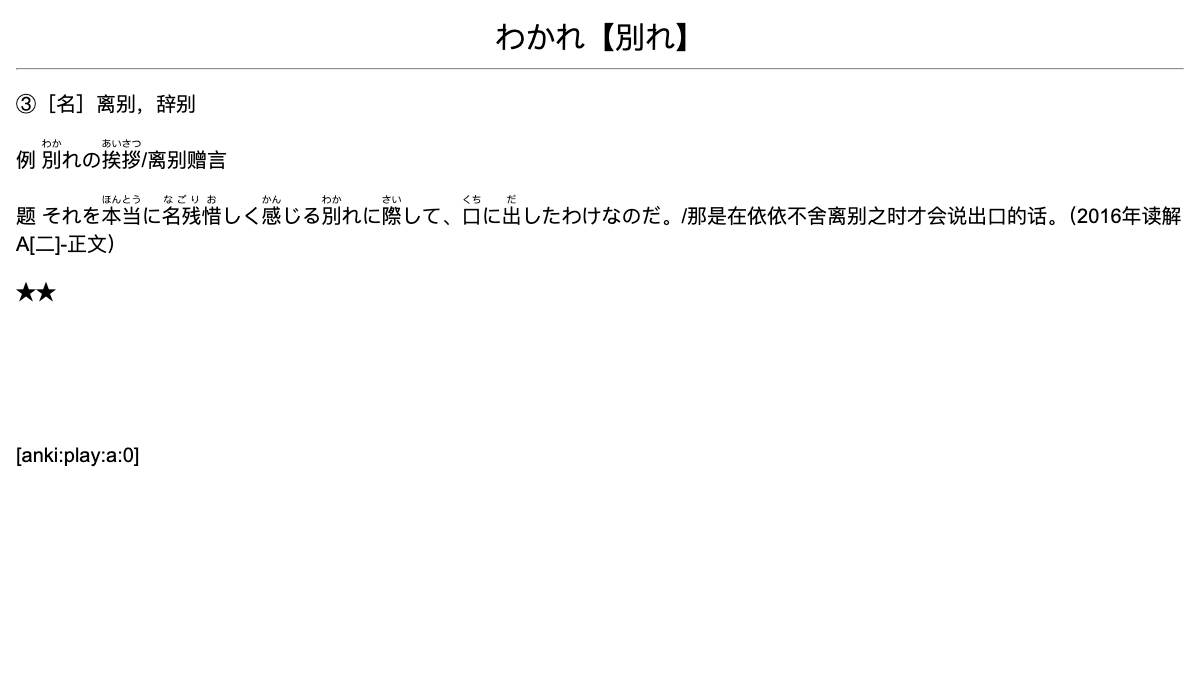 わかれ【別れ】
③［名］离别，辞别
わか あいさつ
例 別れの挨拶/离别赠言
ほんとう なごり お かん わか さい くち だ
题 それを本当に名残惜しく感じる別れに際して、口に出したわけなのだ。/那是在依依不舍离别之时才会说出口的话。（2016年读解
A[二]-正文）
★★
[anki:play:a:0]